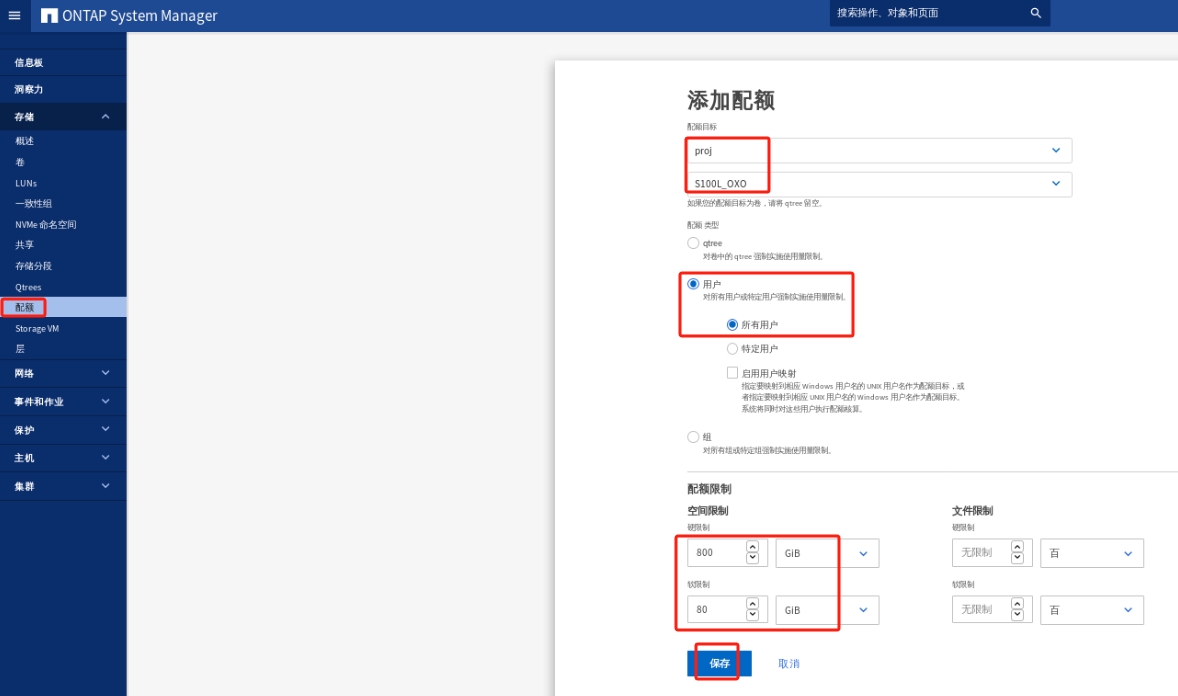 ONTAP System Manager
搜索操作、对象和页面
信息板
洞察力
存储
概述
卷
LUNs
一致性组
NVMe 命名空间
共享
存储分段
Qtrees
配额
Storage VM
层
网络
事件和作业
保护
主机
集群
添加配额
配额目标
proj
S100L_OXO
如果您的配额目标为卷，请将 qtree 留空。
配额 类型
qtree
对卷中的 qtree 强制实施使用量限制。
用户
对所有用户或特定用户强制实施使用量限制。
所有用户
特定用户
启用用户映射
指定要映射到相应 Windows 用户名的 UNIX 用户名作为配额目标，或
者指定要映射到相应 UNIX 用户名的 Windows 用户名作为配额目标。
系统将同时对这些用户执行配额核算。
组
对所有组或特定组强制实施使用量限制。
配额限制
空间限制 文件限制
硬限制 硬限制
800 GiB 无限制 百
软限制 软限制
80 GiB 无限制 百
保存 取消